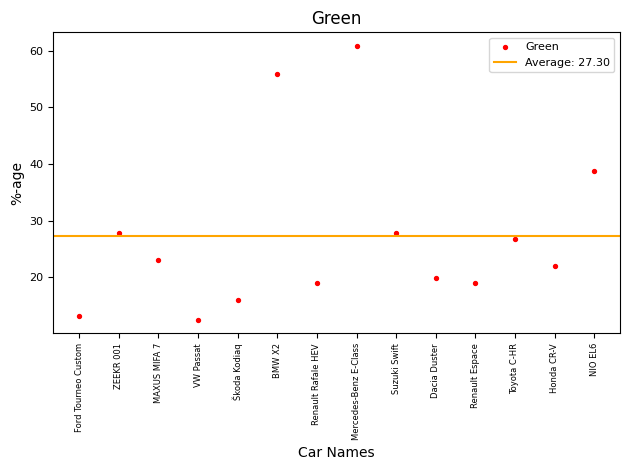 Green
60
50
40
30
20
%-age
Green
Average: 27.30
Ford Tourneo Custom
ZEEKR 001
MAXUS MIFA 7
VW Passat
Škoda Kodiaq
BMW X2
Renault Rafale HEV
Mercedes-Benz E-Class
Suzuki Swift
Dacia Duster
Renault Espace
Toyota C-HR
Honda CR-V
NIO EL6
Car Names